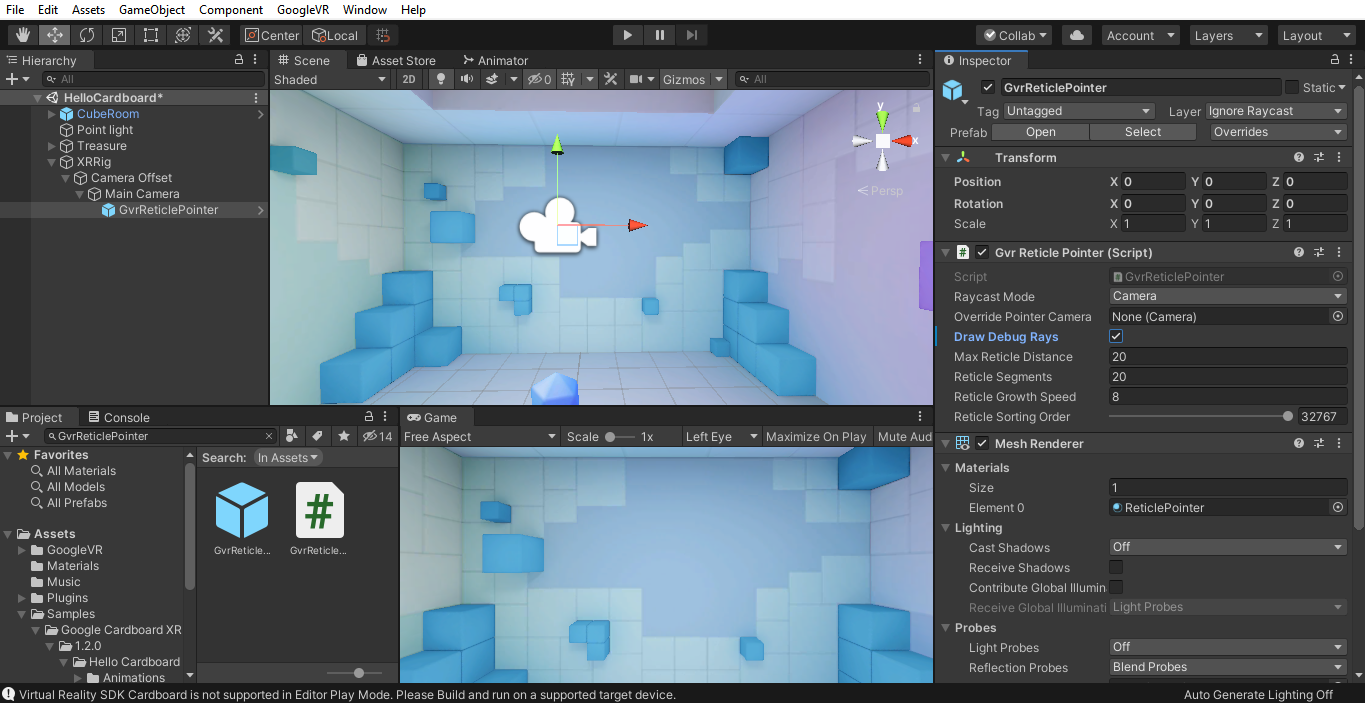 File Edit Assets GameObject Component GoogleVR Window Help
Center Local Collab Account Layers Layout
Hierarchy
All
HelloCardboard*
CubeRoom
Point light
Treasure
XRRig
Camera Offset
Main Camera
GvrReticlePointer
Scene Asset Store Animator
Shaded 2D 0 Gizmos All
y
x
Persp
Project Console
GvrReticlePointer 14
Favorites
All Materials
All Models
All Prefabs
Assets
GoogleVR
Materials
Music
Plugins
Samples
Google Cardboard XR
1.2.0
Hello Cardboard
Animations
Search: In Assets
GvrReticle... GvrReticle...
Game
Free Aspect Scale 1x Left Eye Maximize On Play Mute Aud
Inspector
GvrReticlePointer Static
Tag Untagged Layer Ignore Raycast
Prefab Open Select Overrides
Transform
Position X 0 Y 0 Z 0
Rotation X 0 Y 0 Z 0
Scale X 1 Y 1 Z 1
# Gvr Reticle Pointer (Script)
Script # GvrReticlePointer
Raycast Mode Camera
Override Pointer Camera None (Camera)
Draw Debug Rays
Max Reticle Distance 20
Reticle Segments 20
Reticle Growth Speed 8
Reticle Sorting Order 32767
Mesh Renderer
Materials
Size 1
Element 0 ReticlePointer
Lighting
Cast Shadows Off
Receive Shadows
Contribute Global Illumin
Receive Global Illuminati Light Probes
Probes
Light Probes Off
Reflection Probes Blend Probes
Virtual Reality SDK Cardboard is not supported in Editor Play Mode. Please Build and run on a supported target device. Auto Generate Lighting Off